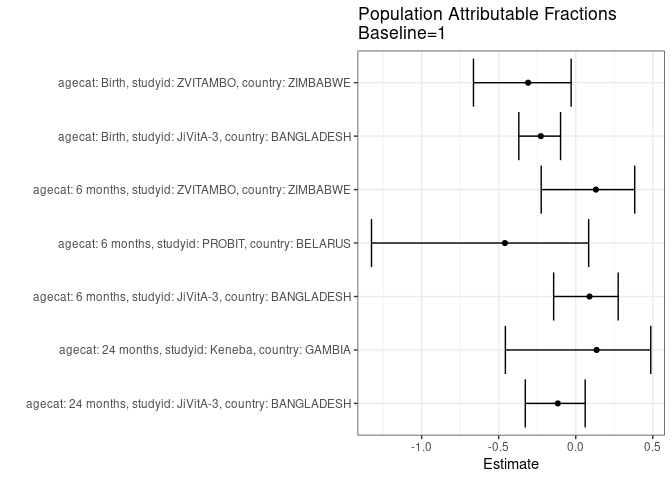 Population Attributable Fractions
Baseline=1
agecat: Birth, studyid: ZVITAMBO, country: ZIMBABWE
agecat: Birth, studyid: JiVitA-3, country: BANGLADESH
agecat: 6 months, studyid: ZVITAMBO, country: ZIMBABWE
agecat: 6 months, studyid: PROBIT, country: BELARUS
agecat: 6 months, studyid: JiVitA-3, country: BANGLADESH
agecat: 24 months, studyid: Keneba, country: GAMBIA
agecat: 24 months, studyid: JiVitA-3, country: BANGLADESH
-1.0 -0.5 0.0 0.5
Estimate